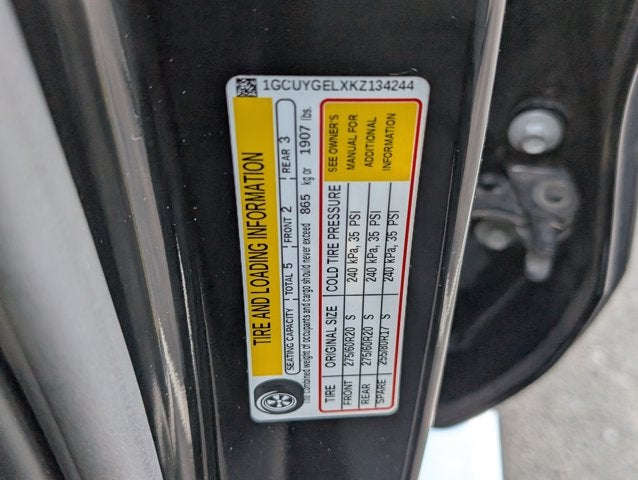 1GCUYGELXKZ134244
TIRE AND LOADING INFORMATION
SEATING CAPACITY TOTAL 5 FRONT 2 REAR 3
The combined weight of occupants and cargo should never exceed 865 kg or 1907 lbs.
TIRE ORIGINAL SIZE COLD TIRE PRESSURE SEE OWNER'S
FRONT 275/60R20 S 240 kPa, 35 PSI MANUAL FOR
REAR 275/60R20 S 240 kPa, 35 PSI ADDITIONAL
SPARE 255/80R17 S 240 kPa, 35 PSI INFORMATION